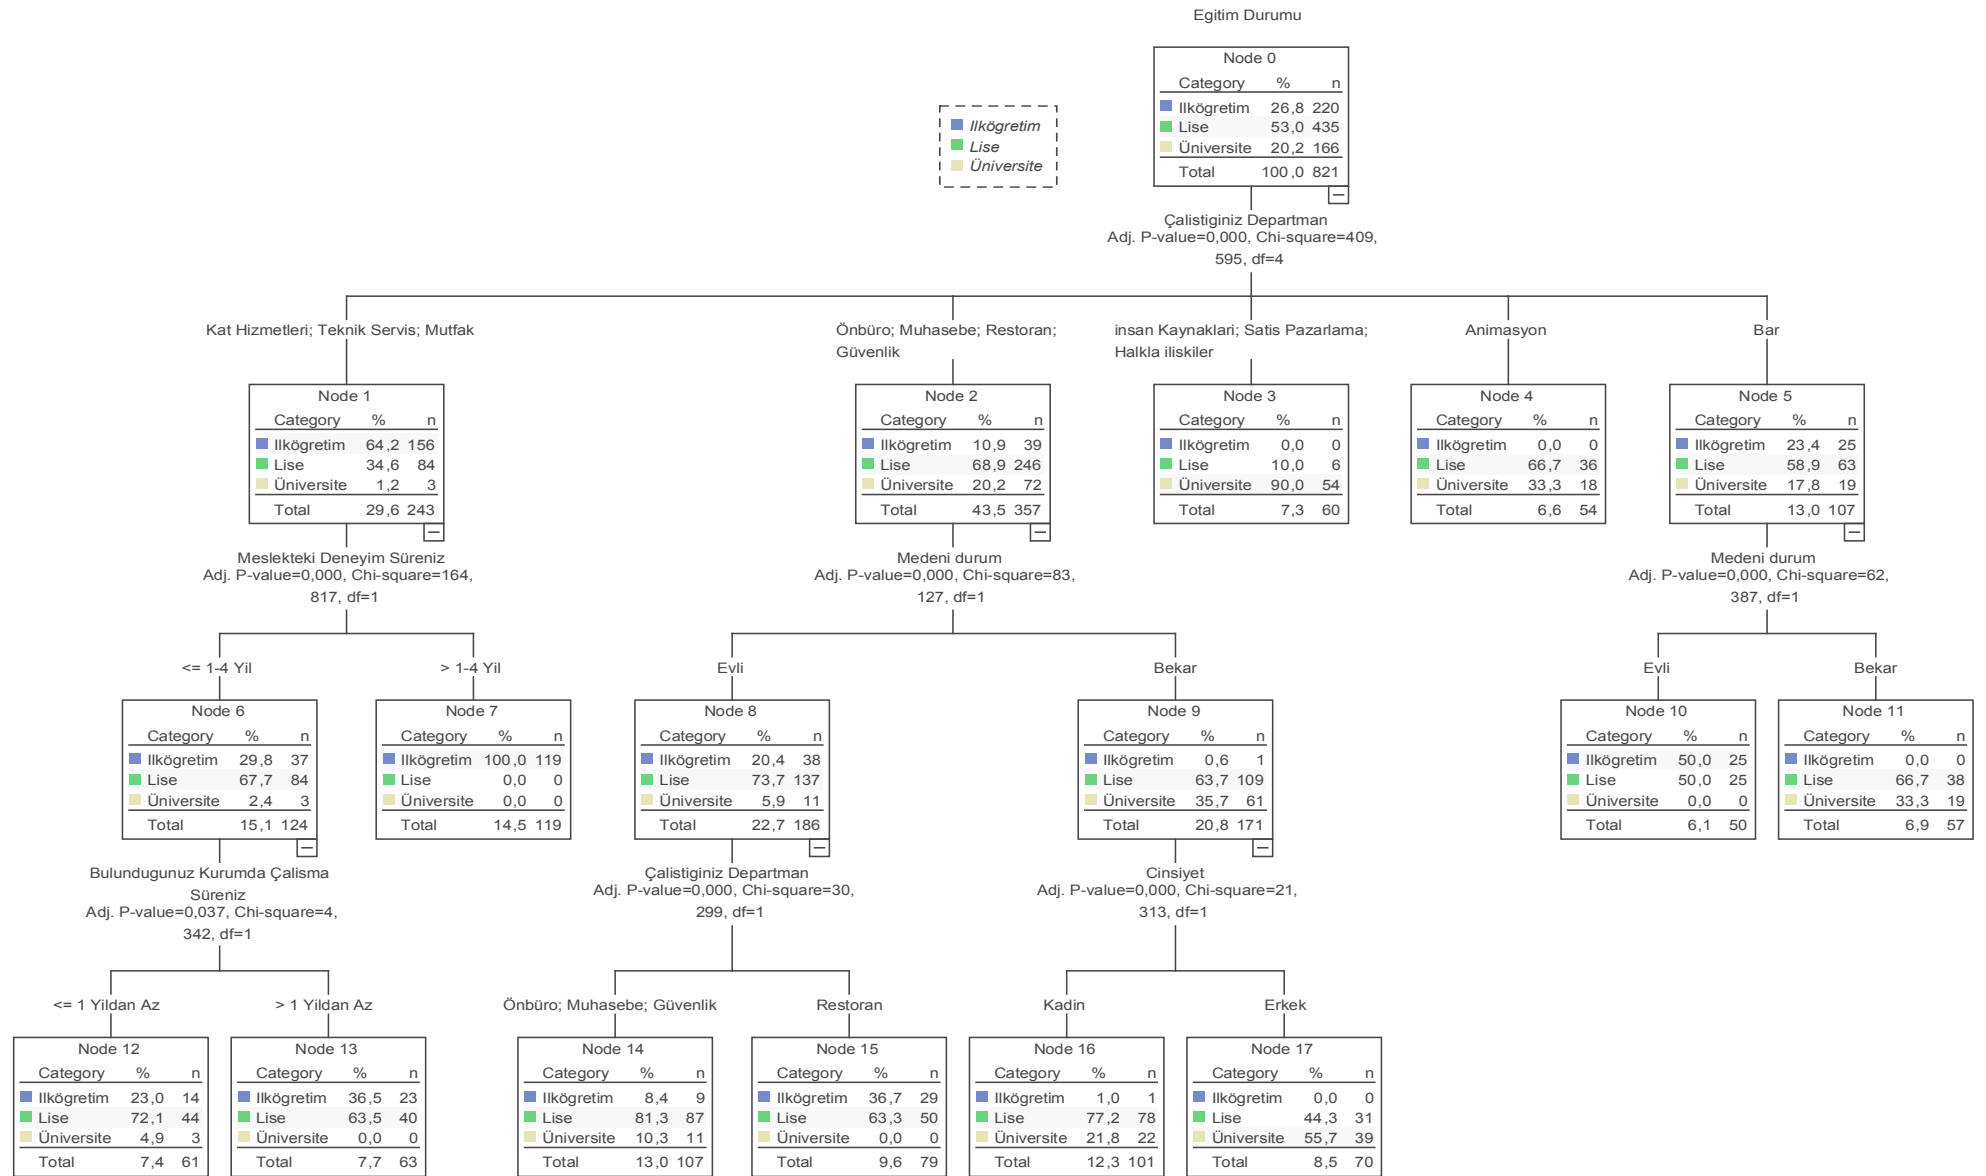 Egitim Durumu
Node 0
Category % n
Ilkögretim 26,8 220
Lise 53,0 435
Üniversite 20,2 166
Total 100,0 821
Ilkögretim
Lise
Üniversite
Çalistiginiz Departman
Adj. P-value=0,000, Chi-square=409,
595, df=4
Kat Hizmetleri; Teknik Servis; Mutfak
Önbüro; Muhasebe; Restoran;
Güvenlik
insan Kaynaklari; Satis Pazarlama;
Halkla iliskiler
Animasyon
Bar
Node 1
Category % n
Ilkögretim 64,2 156
Lise 34,6 84
Üniversite 1,2 3
Total 29,6 243
Node 2
Category % n
Ilkögretim 10,9 39
Lise 68,9 246
Üniversite 20,2 72
Total 43,5 357
Node 3
Category % n
Ilkögretim 0,0 0
Lise 10,0 6
Üniversite 90,0 54
Total 7,3 60
Node 4
Category % n
Ilkögretim 0,0 0
Lise 66,7 36
Üniversite 33,3 18
Total 6,6 54
Node 5
Category % n
Ilkögretim 23,4 25
Lise 58,9 63
Üniversite 17,8 19
Total 13,0 107
Meslekteki Deneyim Süreniz
Adj. P-value=0,000, Chi-square=164,
817, df=1
Medeni durum
Adj. P-value=0,000, Chi-square=83,
127, df=1
Medeni durum
Adj. P-value=0,000, Chi-square=62,
387, df=1
<= 1-4 Yil
> 1-4 Yil
Evli
Bekar
Evli
Bekar
Node 6
Category % n
Ilkögretim 29,8 37
Lise 67,7 84
Üniversite 2,4 3
Total 15,1 124
Node 7
Category % n
Ilkögretim 100,0 119
Lise 0,0 0
Üniversite 0,0 0
Total 14,5 119
Node 8
Category % n
Ilkögretim 20,4 38
Lise 73,7 137
Üniversite 5,9 11
Total 22,7 186
Node 9
Category % n
Ilkögretim 0,6 1
Lise 63,7 109
Üniversite 35,7 61
Total 20,8 171
Node 10
Category % n
Ilkögretim 50,0 25
Lise 50,0 25
Üniversite 0,0 0
Total 6,1 50
Node 11
Category % n
Ilkögretim 0,0 0
Lise 66,7 38
Üniversite 33,3 19
Total 6,9 57
Bulundugunuz Kurumda Çalisma
Süreniz
Adj. P-value=0,037, Chi-square=4,
342, df=1
Çalistiginiz Departman
Adj. P-value=0,000, Chi-square=30,
299, df=1
Cinsiyet
Adj. P-value=0,000, Chi-square=21,
313, df=1
<= 1 Yildan Az
> 1 Yildan Az
Önbüro; Muhasebe; Güvenlik
Restoran
Kadin
Erkek
Node 12
Category % n
Ilkögretim 23,0 14
Lise 72,1 44
Üniversite 4,9 3
Total 7,4 61
Node 13
Category % n
Ilkögretim 36,5 23
Lise 63,5 40
Üniversite 0,0 0
Total 7,7 63
Node 14
Category % n
Ilkögretim 8,4 9
Lise 81,3 87
Üniversite 10,3 11
Total 13,0 107
Node 15
Category % n
Ilkögretim 36,7 29
Lise 63,3 50
Üniversite 0,0 0
Total 9,6 79
Node 16
Category % n
Ilkögretim 1,0 1
Lise 77,2 78
Üniversite 21,8 22
Total 12,3 101
Node 17
Category % n
Ilkögretim 0,0 0
Lise 44,3 31
Üniversite 55,7 39
Total 8,5 70